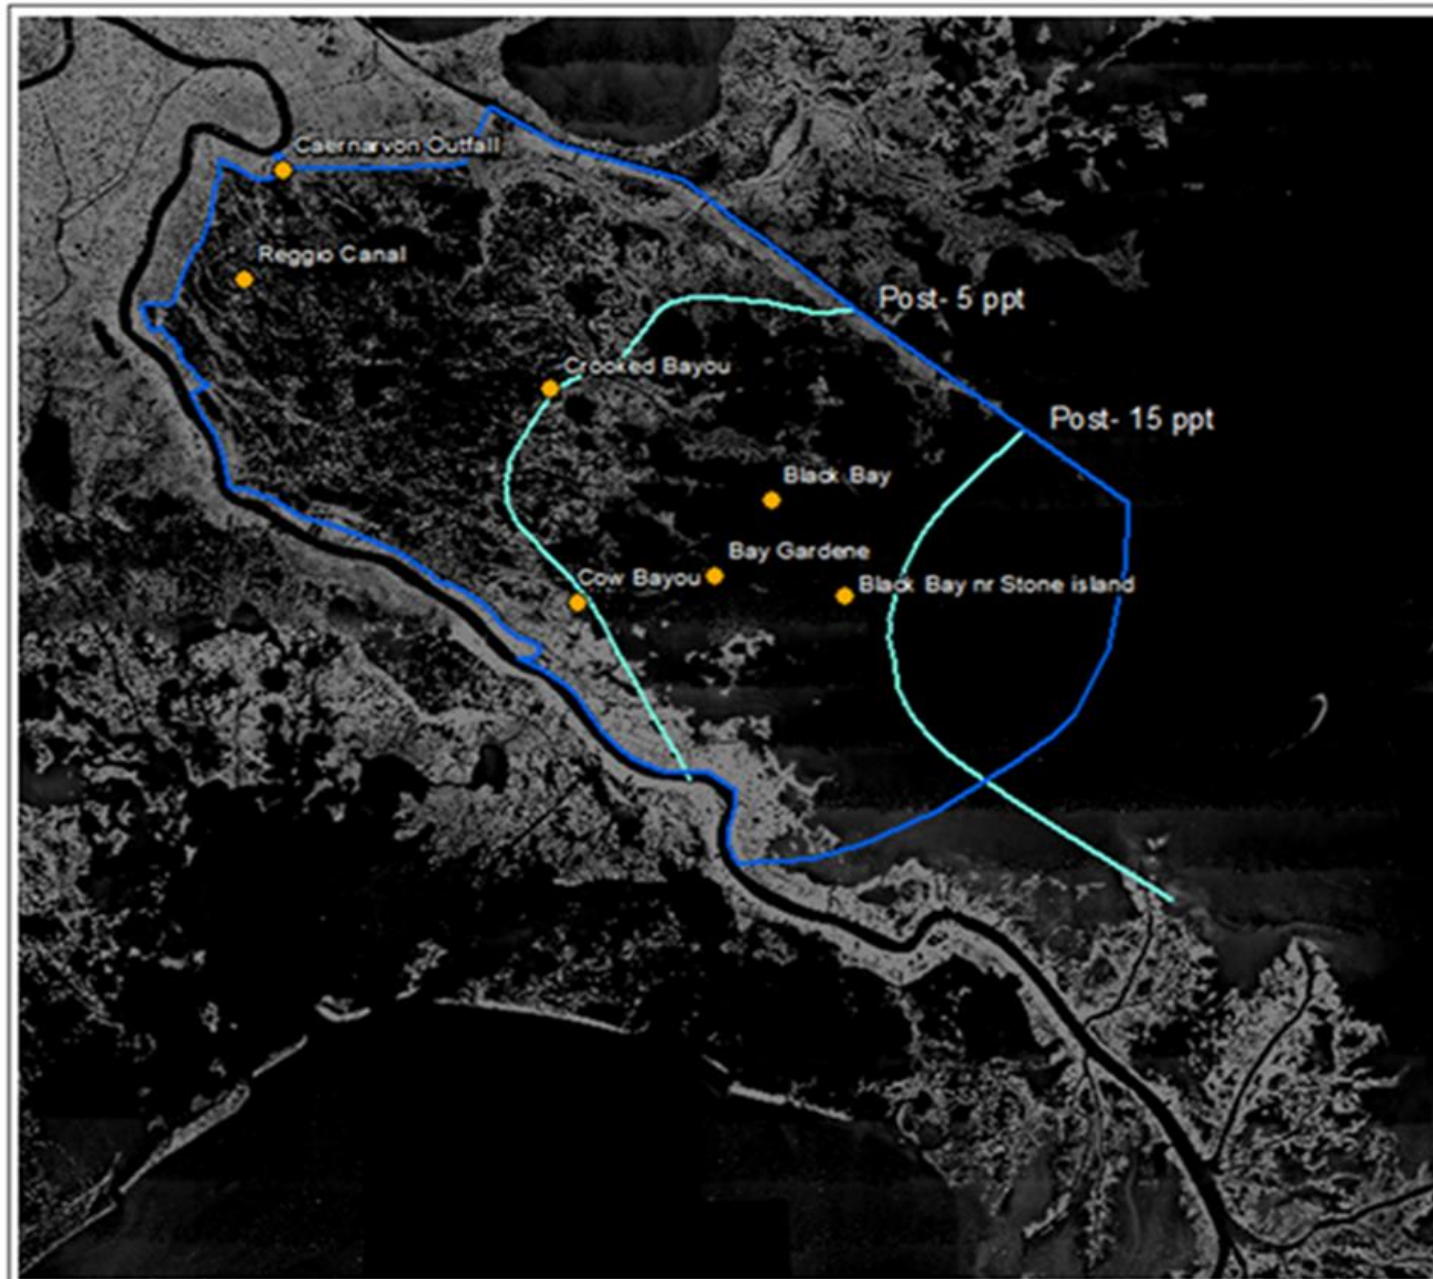 Caernarvon Outfall
Reggio Canal
Post- 5 ppt
Crooked Bayou
Post- 15 ppt
Black Bay
Bay Gardene
Cow Bayou
Black Bay nr Stone island